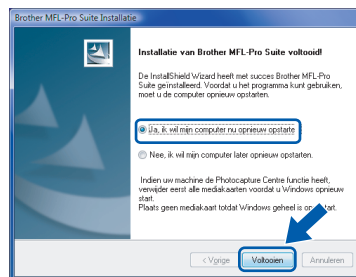 Brother MFL-Pro Suite Installatie
Installatie van Brother MFL-Pro Suite voltooid!
De InstallShield Wizard heeft met succes Brother MFL-Pro
Suite geïnstalleerd. Voordat u het programma kunt gebruiken,
moet u de computer opnieuw opstarten.
Ja, ik wil mijn computer nu opnieuw opstarte
Nee, ik wil mijn computer later opnieuw opstarten.
Indien uw machine de Photocapture Centre functie heeft,
verwijder eerst alle mediakaarten voordat u Windows opnieuw
start.
Plaats geen mediakaart totdat Windows geheel is
< Vorige
Voltooien
Annuleren